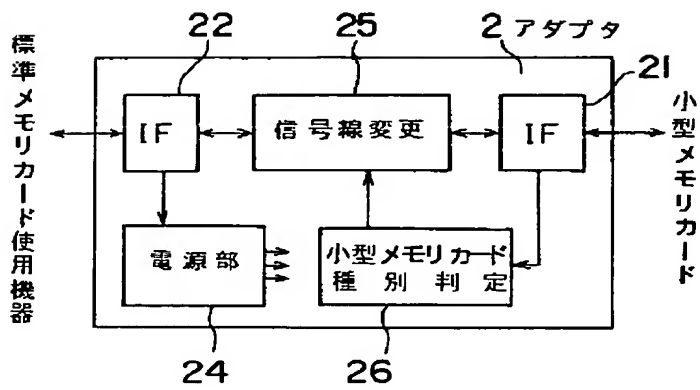 22
25
2 アダプタ
21
標準メモリカード使用機器
IF
信号線変更
IF
小型メモリカード
電源部
小型メモリカード
種別判定
24
26